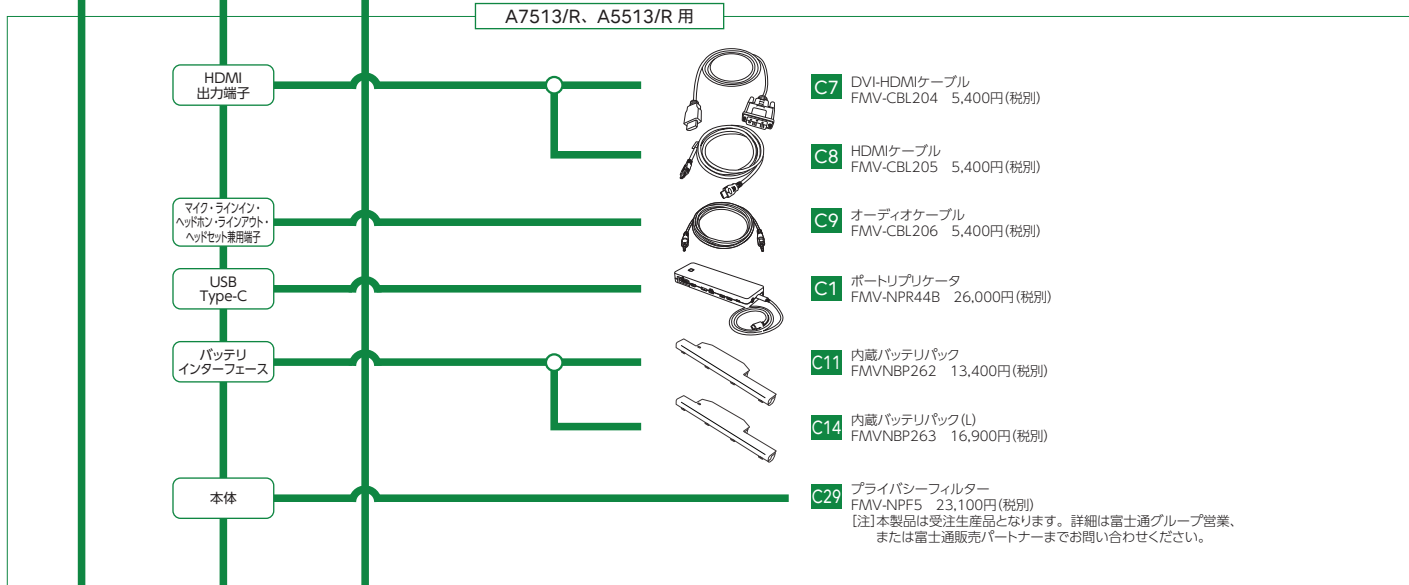 A7513/R、A5513/R 用
HDMI
出力端子
C7 DVI-HDMIケーブル
FMV-CBL204 5,400円(税別)
C8 HDMIケーブル
FMV-CBL205 5,400円(税別)
マイク・ラインイン・
ヘッドホン・ラインアウト・
ヘッドセット兼用端子
C9 オーディオケーブル
FMV-CBL206 5,400円(税別)
USB
Type-C
C1 ポートリプリケータ
FMV-NPR44B 26,000円(税別)
バッテリ
インターフェース
C11 内蔵バッテリパック
FMVNBP262 13,400円(税別)
C14 内蔵バッテリパック(L)
FMVNBP263 16,900円(税別)
本体
C29 プライバシーフィルター
FMV-NPF5 23,100円(税別)
[注]本製品は受注生産品となります。詳細は富士通グループ営業、
または富士通販売パートナーまでお問い合わせください。